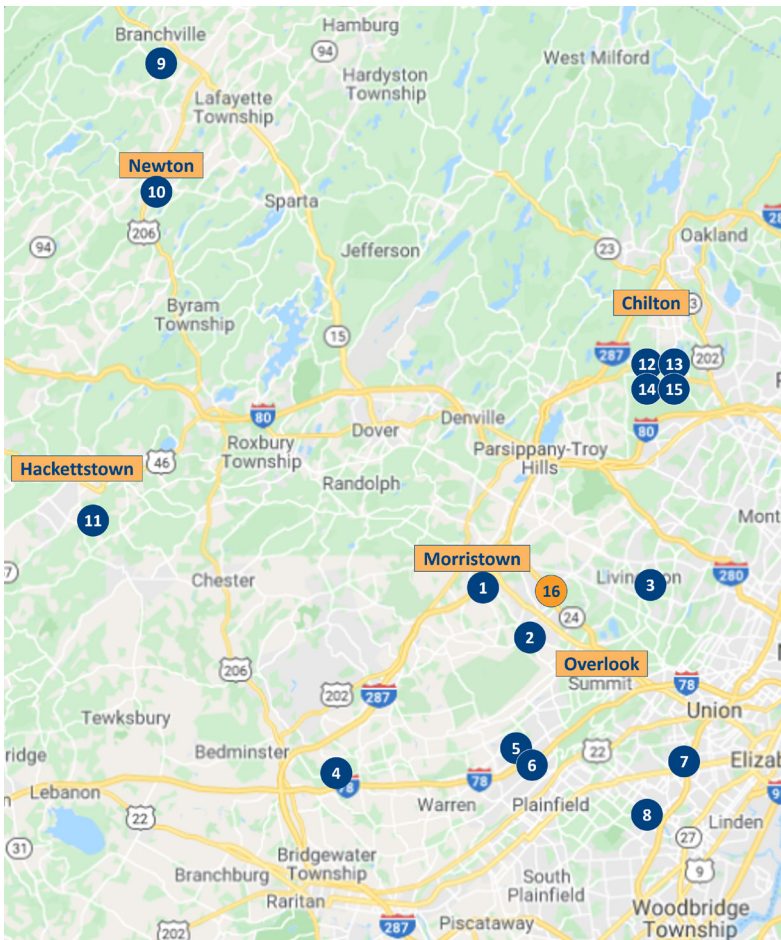 Hamburg
Branchville
94
West Milford
9
Hardyston
Township
Lafayette
Township
Newton
10
Sparta
206
94
Oakland
23
Jefferson
Chilton
Byram
Township
15
287
202
12
13
14
15
80
Denville
80
Dover
Roxbury
Township
Parsippany-Troy
Hills
Hackettstown
46
Randolph
11
Morristown
Chester
1
16
Livingston
3
280
24
2
Overlook
206
Summit
202
287
78
Union
Tewksbury
Bedminster
5
22
6
7
4
78
78
Lebanon
Warren
Plainfield
22
8
Linden
31
27
Bridgewater
Township
Branchburg
South
Plainfield
9
Raritan
Woodbridge
Township
202
287
Piscataway